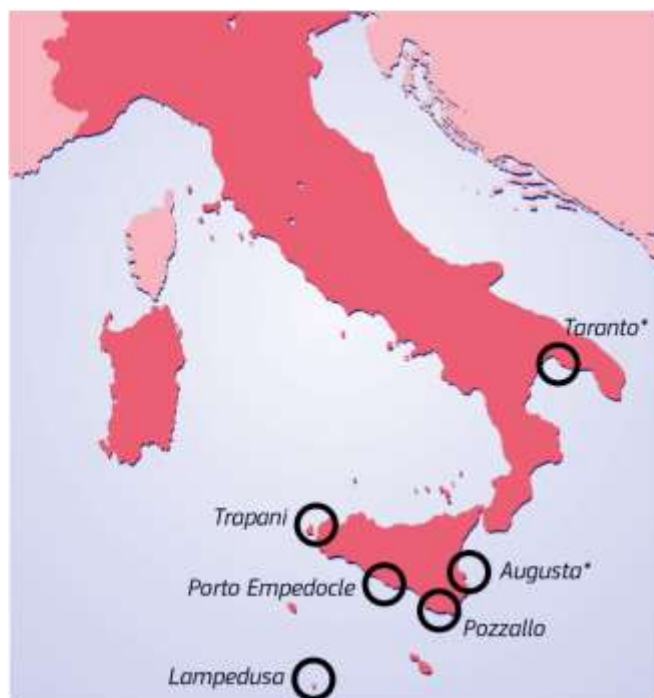 Taranto*
Trapani
Augusta*
Porto Empedocle
Pozzallo
Lampedusa